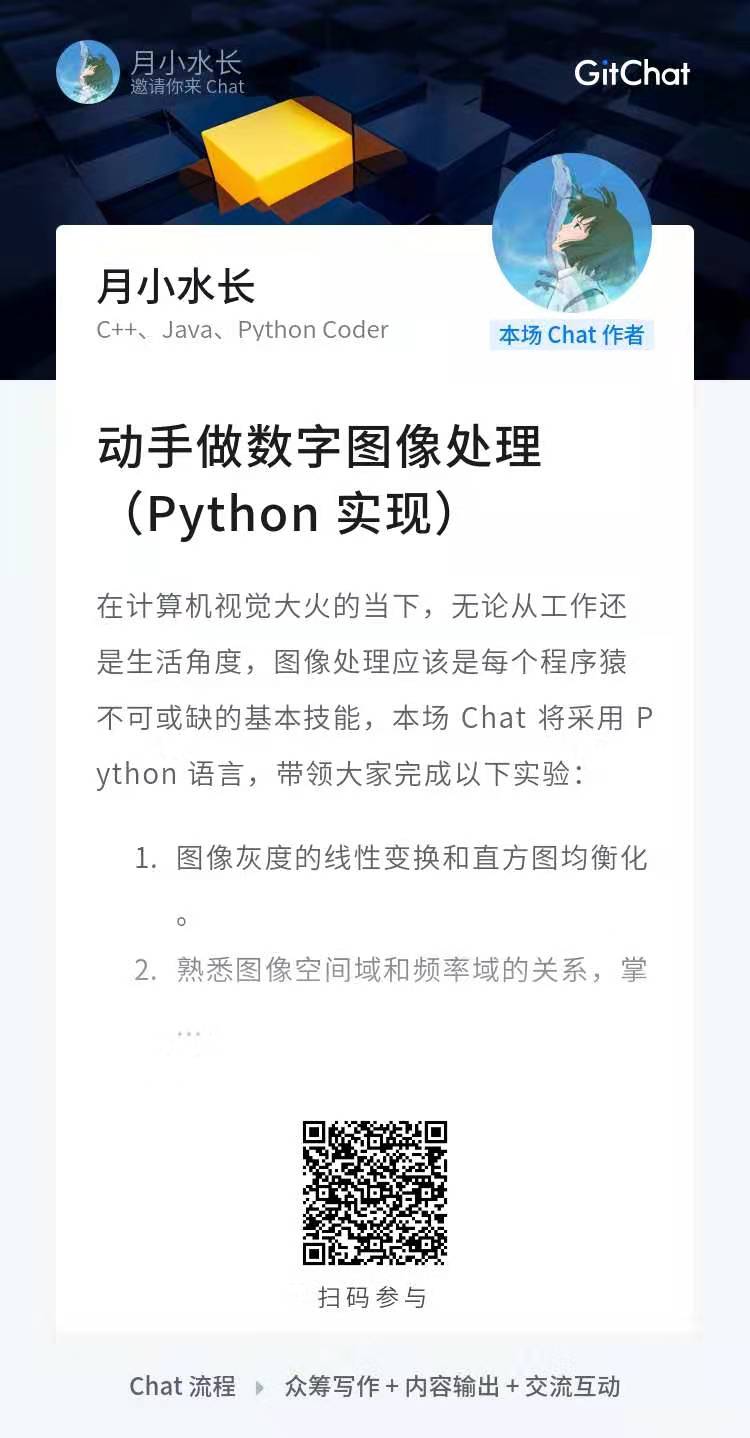 月小水长
邀请你来 Chat
GitChat
月小水长
C++、Java、Python Coder
本场 Chat 作者
动手做数字图像处理
（Python 实现）
在计算机视觉大火的当下，无论从工作还
是生活角度，图像处理应该是每个程序猿
不可或缺的基本技能，本场 Chat 将采用 P
ython 语言，带领大家完成以下实验：
1. 图像灰度的线性变换和直方图均衡化
。
2. 熟悉图像空间域和频率域的关系，掌
...
扫码参与
Chat 流程 ▸ 众筹写作 + 内容输出 + 交流互动